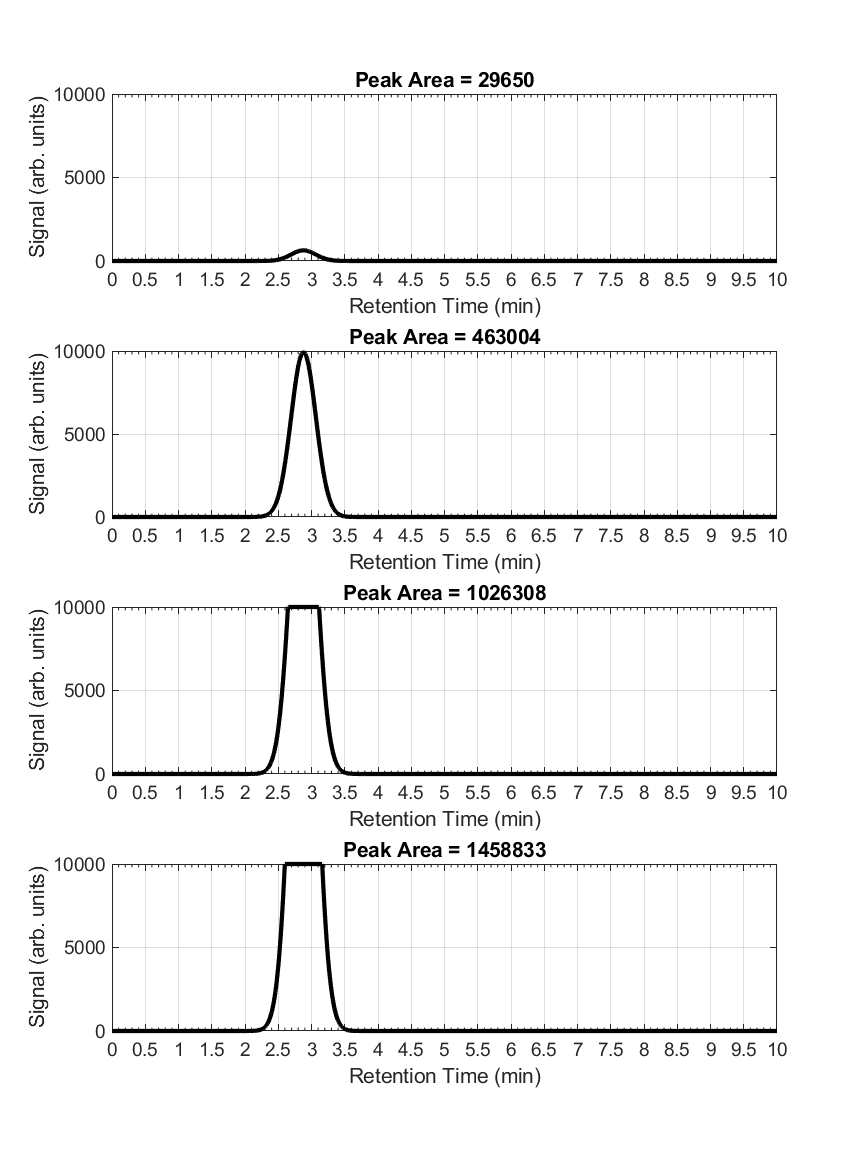 Peak Area = 29650
10000
5000
0
Signal (arb. units)
0 0.5 1 1.5 2 2.5 3 3.5 4 4.5 5 5.5 6 6.5 7 7.5 8 8.5 9 9.5 10
Retention Time (min)
Peak Area = 463004
10000
5000
0
Signal (arb. units)
0 0.5 1 1.5 2 2.5 3 3.5 4 4.5 5 5.5 6 6.5 7 7.5 8 8.5 9 9.5 10
Retention Time (min)
Peak Area = 1026308
10000
5000
0
Signal (arb. units)
0 0.5 1 1.5 2 2.5 3 3.5 4 4.5 5 5.5 6 6.5 7 7.5 8 8.5 9 9.5 10
Retention Time (min)
Peak Area = 1458833
10000
5000
0
Signal (arb. units)
0 0.5 1 1.5 2 2.5 3 3.5 4 4.5 5 5.5 6 6.5 7 7.5 8 8.5 9 9.5 10
Retention Time (min)